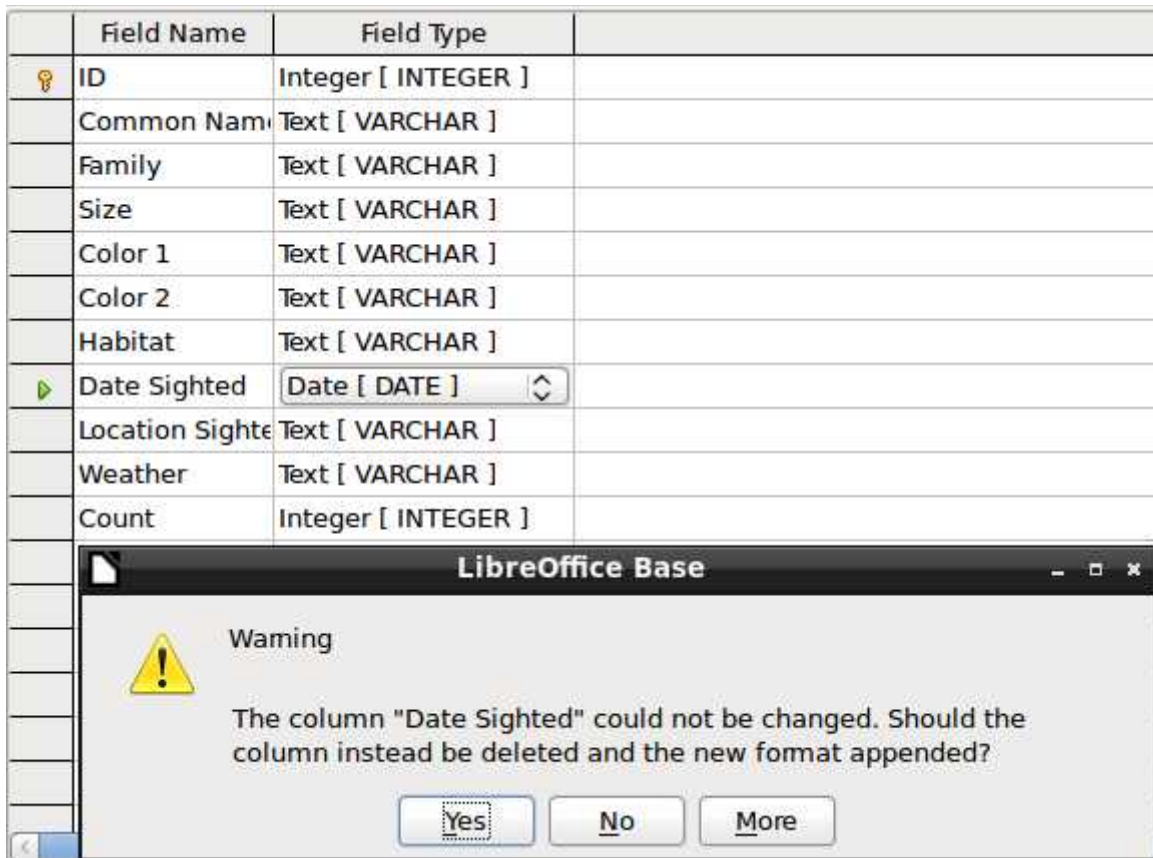 Field Name Field Type
ID Integer [ INTEGER ]
Common Nam Text [ VARCHAR ]
Family Text [ VARCHAR ]
Size Text [ VARCHAR ]
Color 1 Text [ VARCHAR ]
Color 2 Text [ VARCHAR ]
Habitat Text [ VARCHAR ]
Date Sighted Date [ DATE ]
Location Sighte Text [ VARCHAR ]
Weather Text [ VARCHAR ]
Count Integer [ INTEGER ]
LibreOffice Base
Warning
The column "Date Sighted" could not be changed. Should the
column instead be deleted and the new format appended?
Yes No More